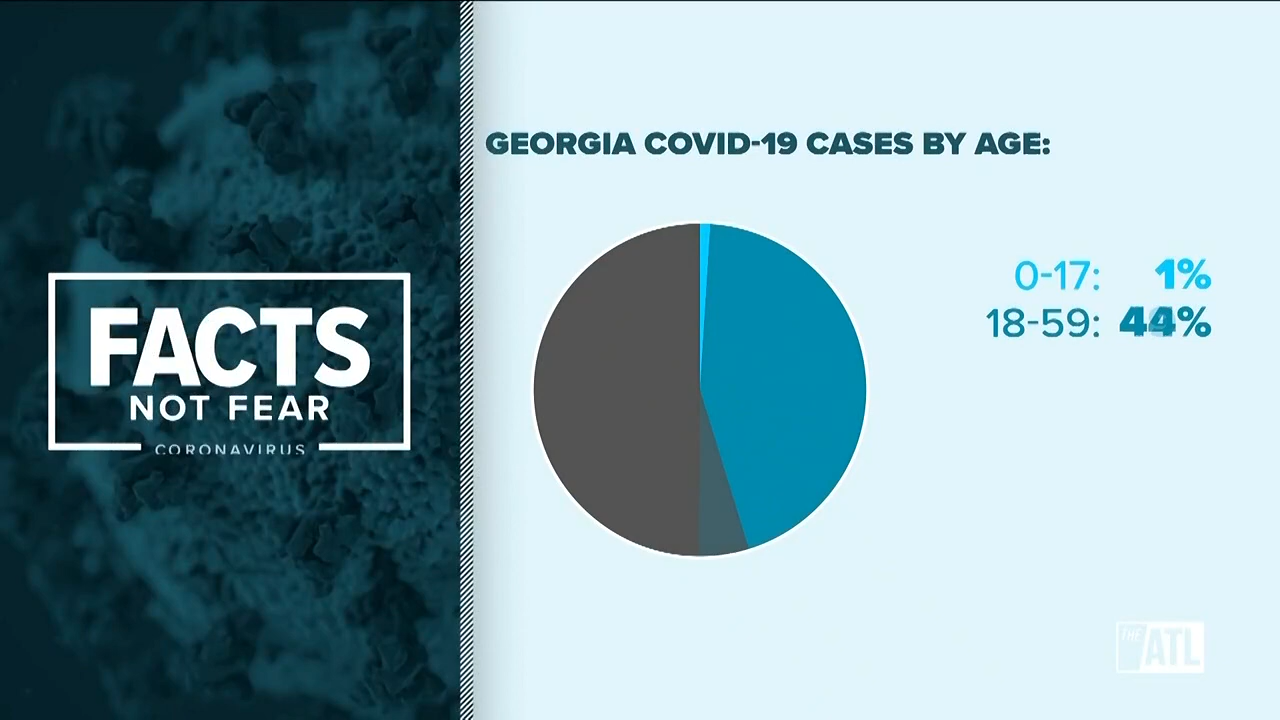 GEORGIA COVID-19 CASES BY AGE:
0-17: 1%
18-59: 44%
FACTS
NOT FEAR
CORONAVIRUS
THE ATL